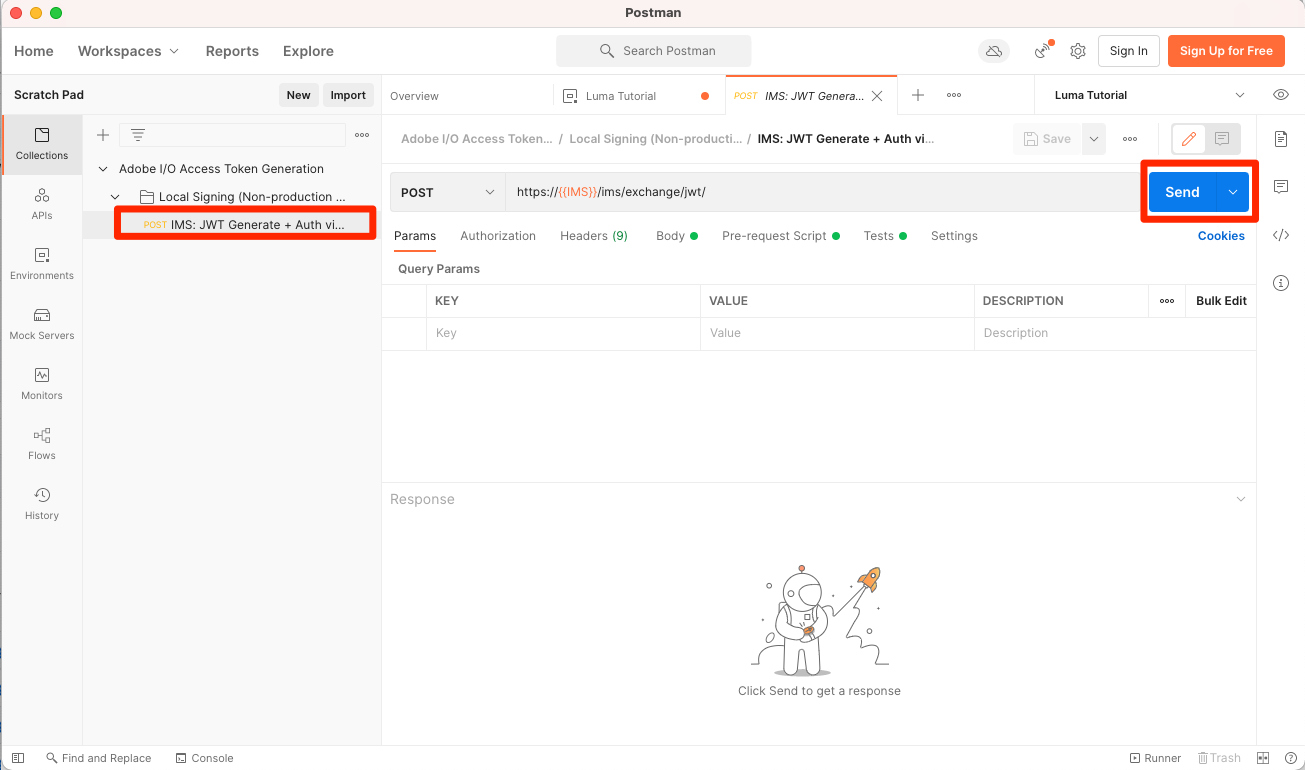 Postman
Home Workspaces Reports Explore Search Postman Sign In Sign Up for Free
Scratch Pad New Import
Overview Luma Tutorial POST IMS: JWT Genera... Luma Tutorial
Collections
APIs
Environments
Mock Servers
Monitors
Flows
History
Adobe I/O Access Token Generation
Local Signing (Non-production ...
POST IMS: JWT Generate + Auth vi...
Adobe I/O Access Token... / Local Signing (Non-producti... / IMS: JWT Generate + Auth vi... Save
POST https://{{IMS}}/ims/exchange/jwt/ Send
Params Authorization Headers (9) Body Pre-request Script Tests Settings Cookies
Query Params
KEY VALUE DESCRIPTION Bulk Edit
Key Value Description
Response
Click Send to get a response
Find and Replace Console Runner Trash